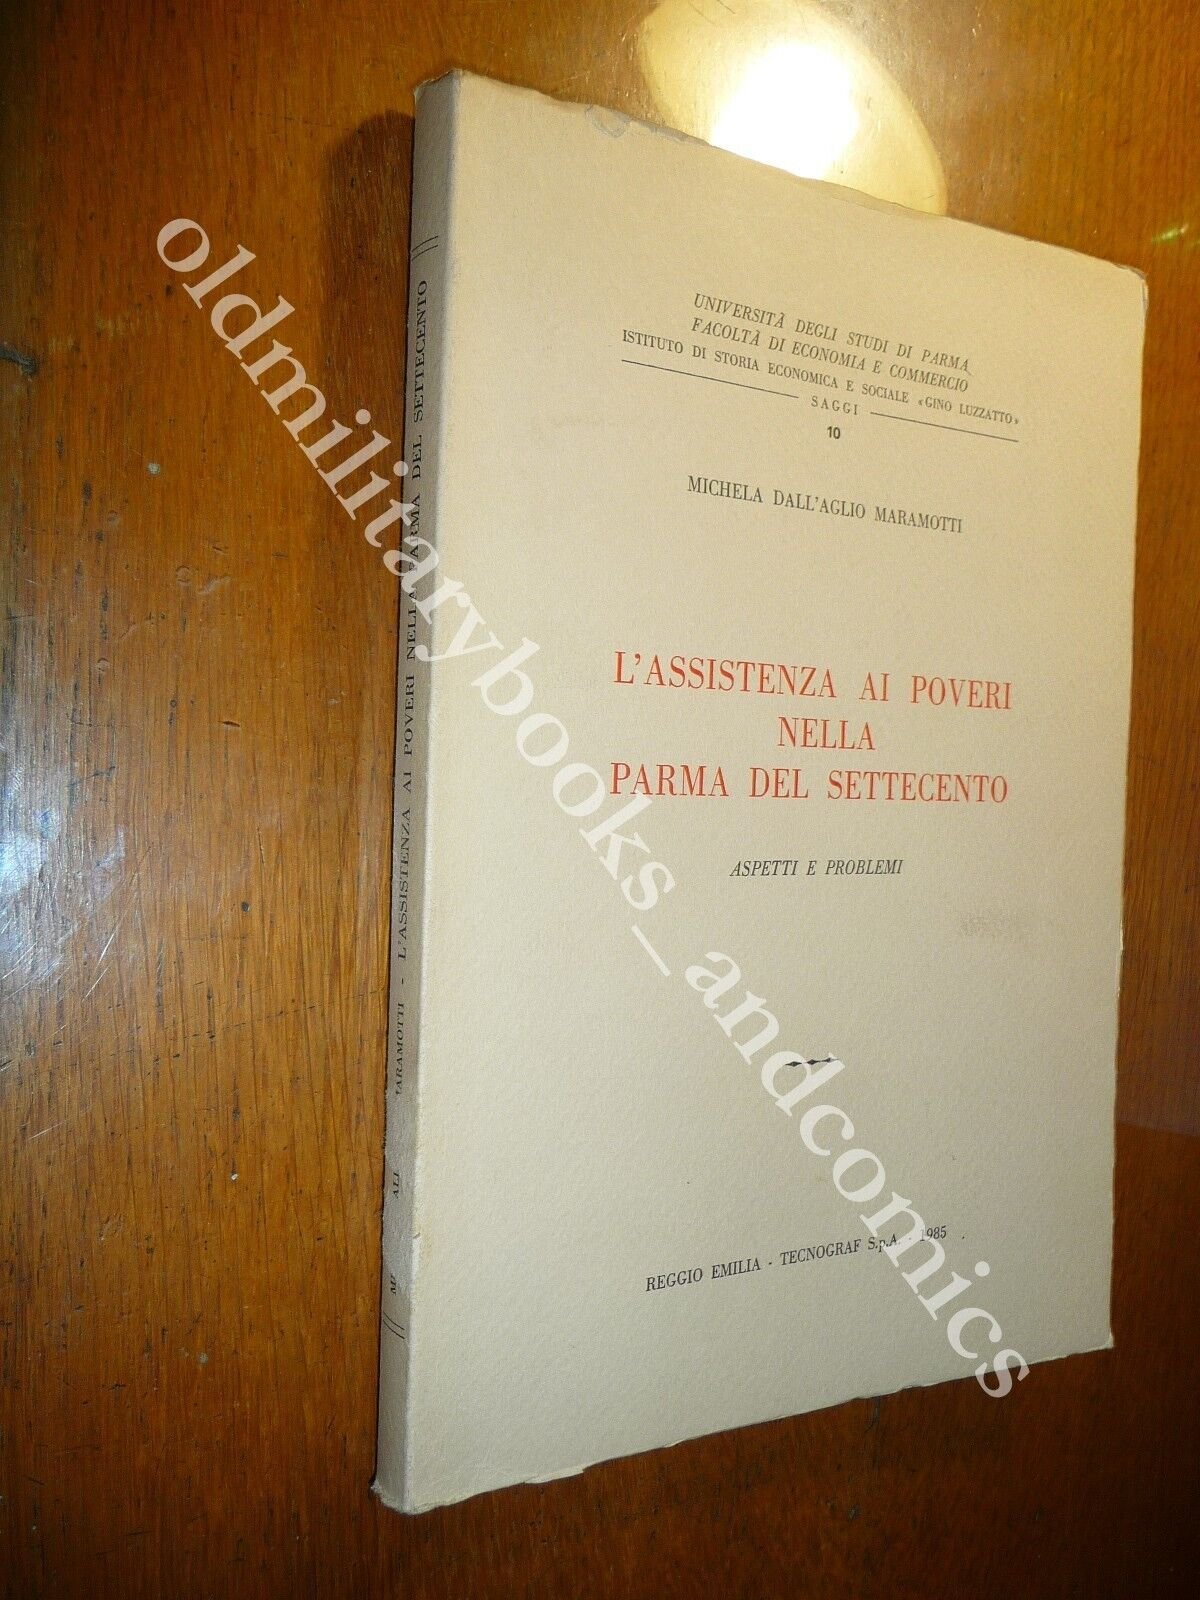 UNIVERSITÀ DEGLI STUDI DI PARMA
FACOLTÀ DI ECONOMIA E COMMERCIO
ISTITUTO DI STORIA ECONOMICA E SOCIALE «GINO LUZZATTO»
SAGGI
10
MICHELA DALL'AGLIO MARAMOTTI
L'ASSISTENZA AI POVERI
NELLA
PARMA DEL SETTECENTO
ASPETTI E PROBLEMI
REGGIO EMILIA - TECNOGRAF S.p.A. - 1985
ARAMOTTI - L'ASSISTENZA AI POVERI NELLA PARMA DEL SETTECENTO
oldmilitarybooks_andcomics